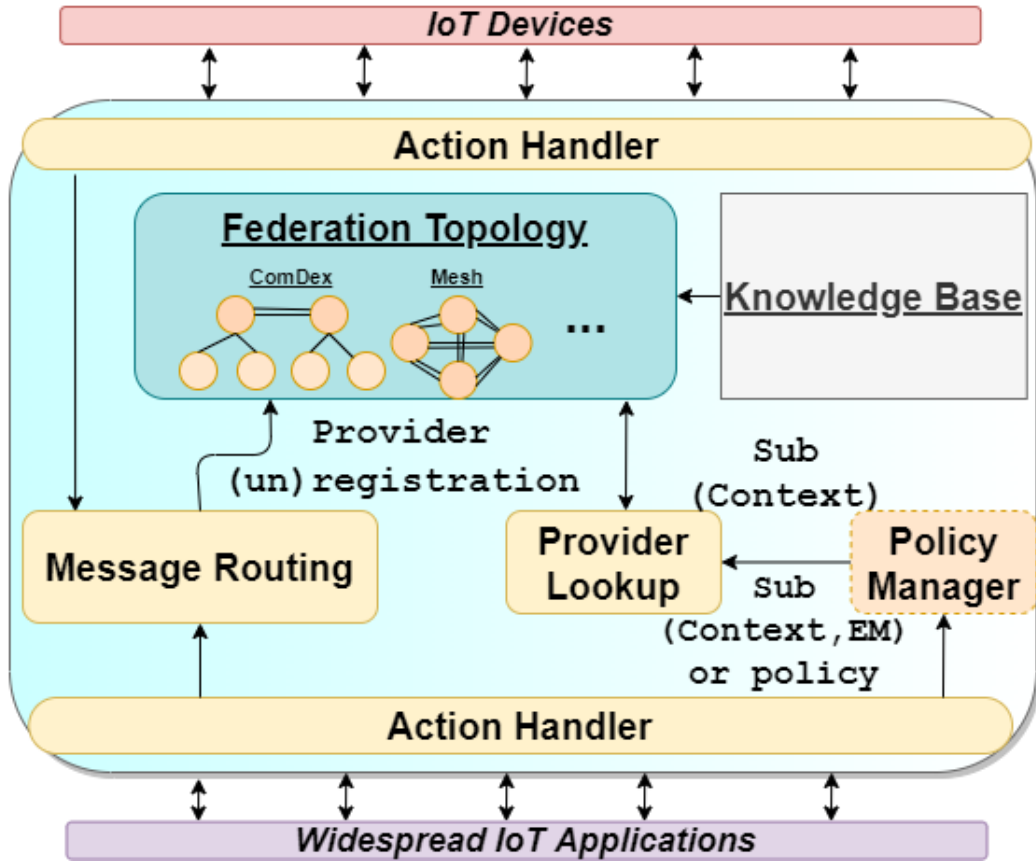 IoT Devices
Action Handler
Federation Topology
ComDex
Mesh
...
Knowledge Base
Provider
(un)registration
Sub
(Context)
Message Routing
Provider
Lookup
Policy
Manager
Sub
(Context,EM)
or policy
Action Handler
Widespread IoT Applications